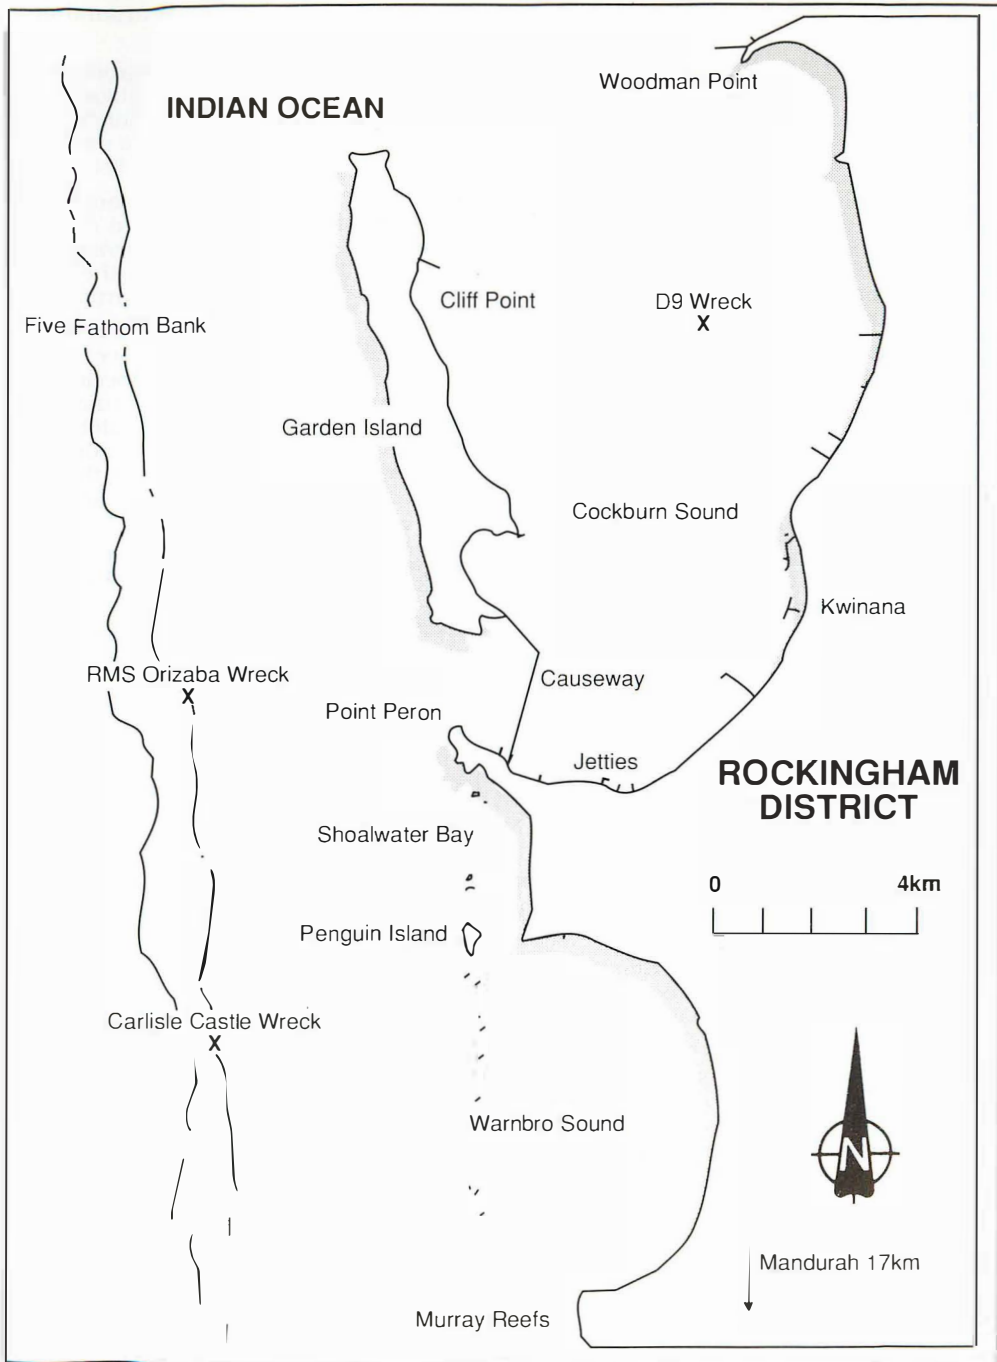 Woodman Point
INDIAN OCEAN
Cliff Point
D9 Wreck
X
Five Fathom Bank
Garden Island
Cockburn Sound
Kwinana
RMS Orizaba Wreck
X
Causeway
Point Peron
Jetties
ROCKINGHAM
DISTRICT
Shoalwater Bay
0 4km
Penguin Island
Carlisle Castle Wreck
X
Warnbro Sound
N
Mandurah 17km
Murray Reefs